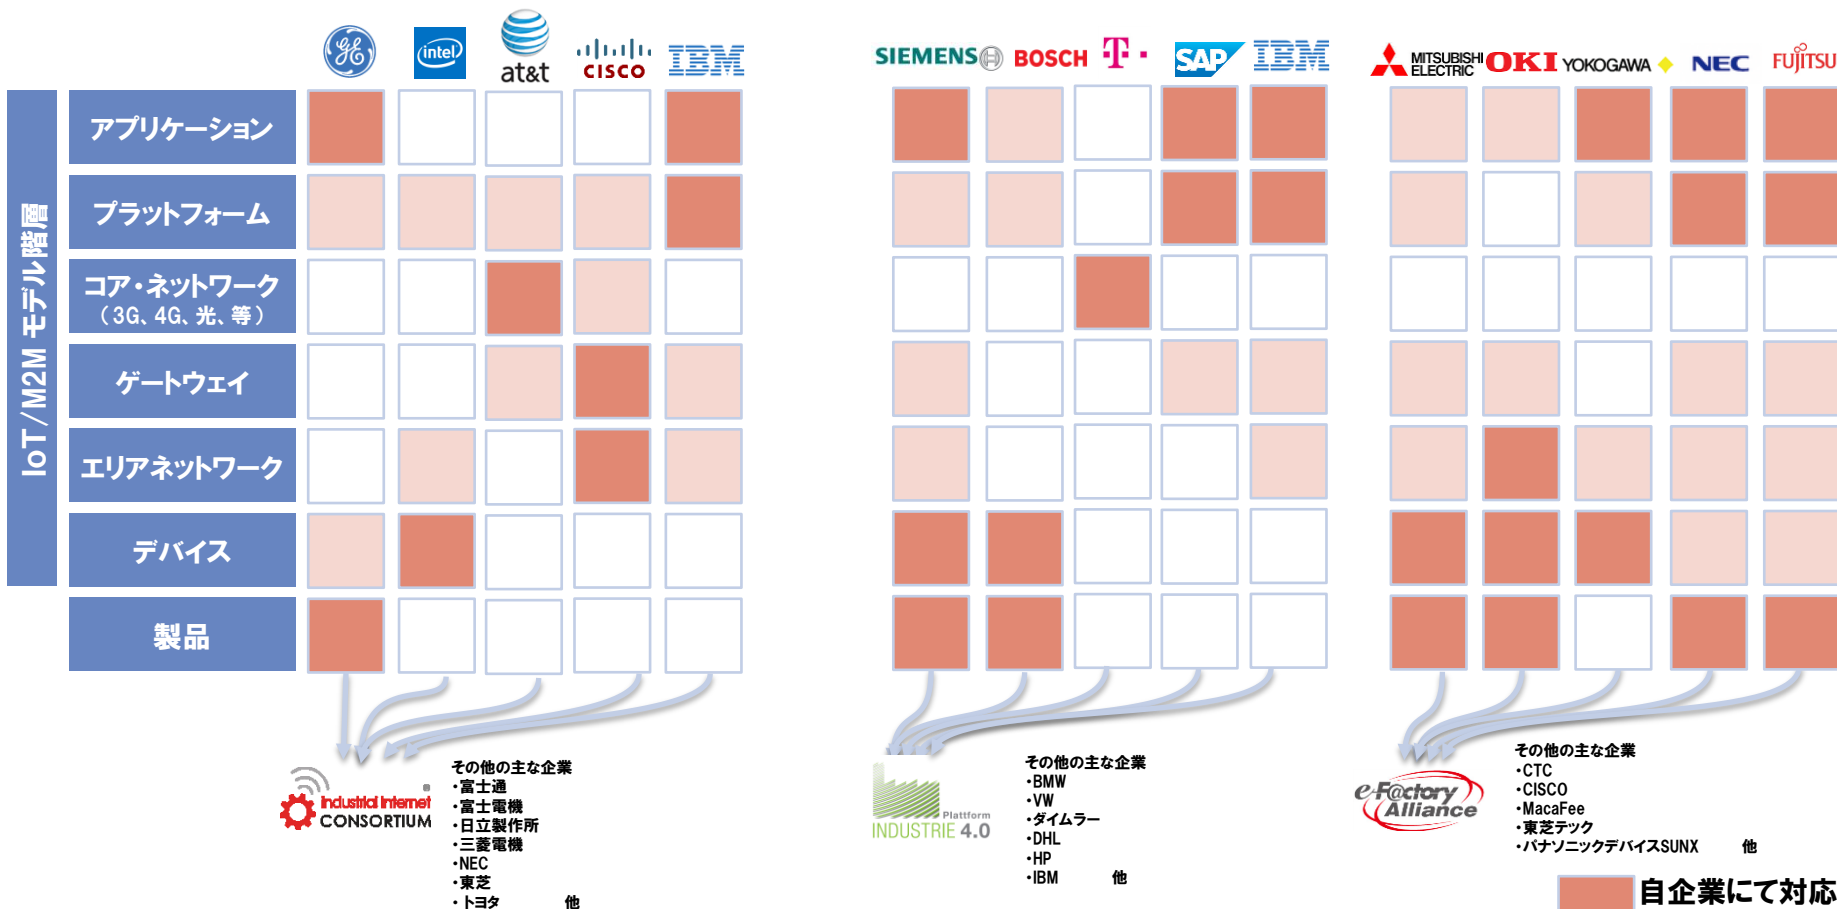 GE
intel
at&t
CISCO
IBM
SIEMENS
BOSCH
T
SAP
IBM
MITSUBISHI
ELECTRIC
OKI
YOKOGAWA
NEC
FUJITSU
IoT/M2M モデル階層
アプリケーション
プラットフォーム
コア・ネットワーク
（3G、4G、光、等）
ゲートウェイ
エリアネットワーク
デバイス
製品
Industrial Internet
CONSORTIUM
その他の主な企業
・富士通
・富士電機
・日立製作所
・三菱電機
・NEC
・東芝
・トヨタ 他
Plattform
INDUSTRIE 4.0
その他の主な企業
・BMW
・VW
・ダイムラー
・DHL
・HP
・IBM 他
e-F@ctory
Alliance
その他の主な企業
・CTC
・CISCO
・MacaFee
・東芝テック
・パナソニックデバイスSUNX 他
自企業にて対応